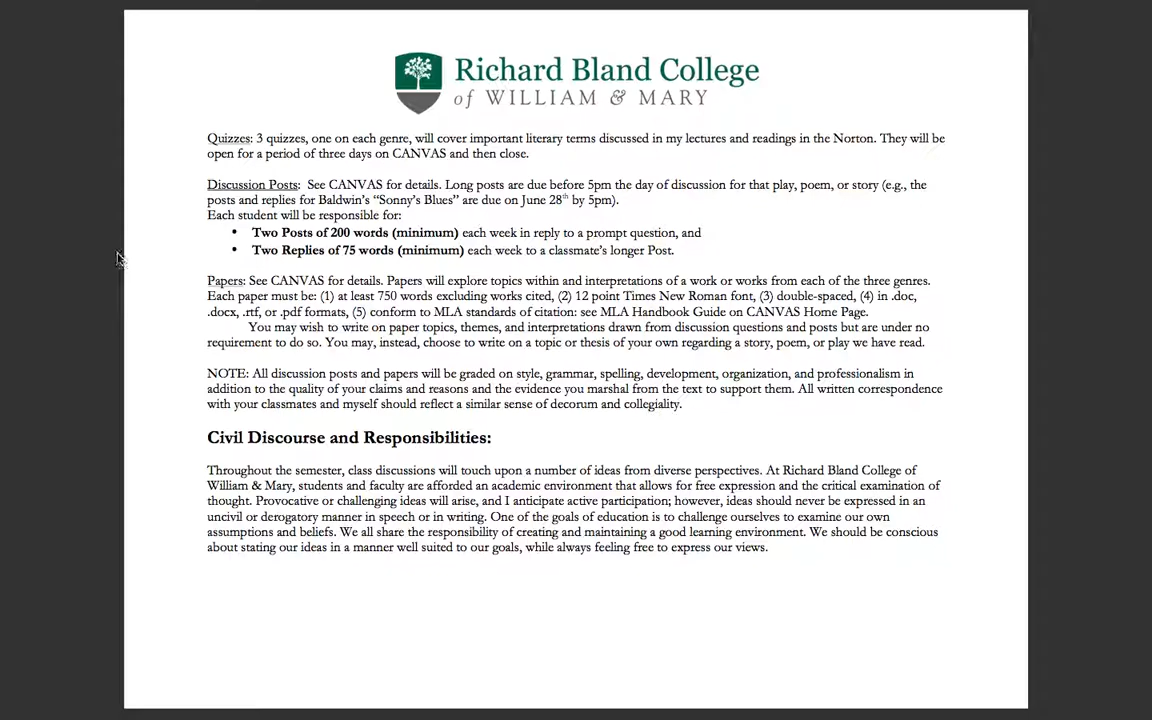 Richard Bland College
of WILLIAM & MARY
Quizzes: 3 quizzes, one on each genre, will cover important literary terms discussed in my lectures and readings in the Norton. They will be
open for a period of three days on CANVAS and then close.
Discussion Posts:  See CANVAS for details. Long posts are due before 5pm the day of discussion for that play, poem, or story (e.g., the
posts and replies for Baldwin's “Sonny's Blues” are due on June 28th by 5pm).
Each student will be responsible for:
• Two Posts of 200 words (minimum) each week in reply to a prompt question, and
• Two Replies of 75 words (minimum) each week to a classmate's longer Post.
Papers: See CANVAS for details. Papers will explore topics within and interpretations of a work or works from each of the three genres.
Each paper must be: (1) at least 750 words excluding works cited, (2) 12 point Times New Roman font, (3) double-spaced, (4) in .doc,
.docx, .rtf, or .pdf formats, (5) conform to MLA standards of citation: see MLA Handbook Guide on CANVAS Home Page.
You may wish to write on paper topics, themes, and interpretations drawn from discussion questions and posts but are under no
requirement to do so. You may, instead, choose to write on a topic or thesis of your own regarding a story, poem, or play we have read.
NOTE: All discussion posts and papers will be graded on style, grammar, spelling, development, organization, and professionalism in
addition to the quality of your claims and reasons and the evidence you marshal from the text to support them. All written correspondence
with your classmates and myself should reflect a similar sense of decorum and collegiality.
Civil Discourse and Responsibilities:
Throughout the semester, class discussions will touch upon a number of ideas from diverse perspectives. At Richard Bland College of
William & Mary, students and faculty are afforded an academic environment that allows for free expression and the critical examination of
thought. Provocative or challenging ideas will arise, and I anticipate active participation; however, ideas should never be expressed in an
uncivil or derogatory manner in speech or in writing. One of the goals of education is to challenge ourselves to examine our own
assumptions and beliefs. We all share the responsibility of creating and maintaining a good learning environment. We should be conscious
about stating our ideas in a manner well suited to our goals, while always feeling free to express our views.